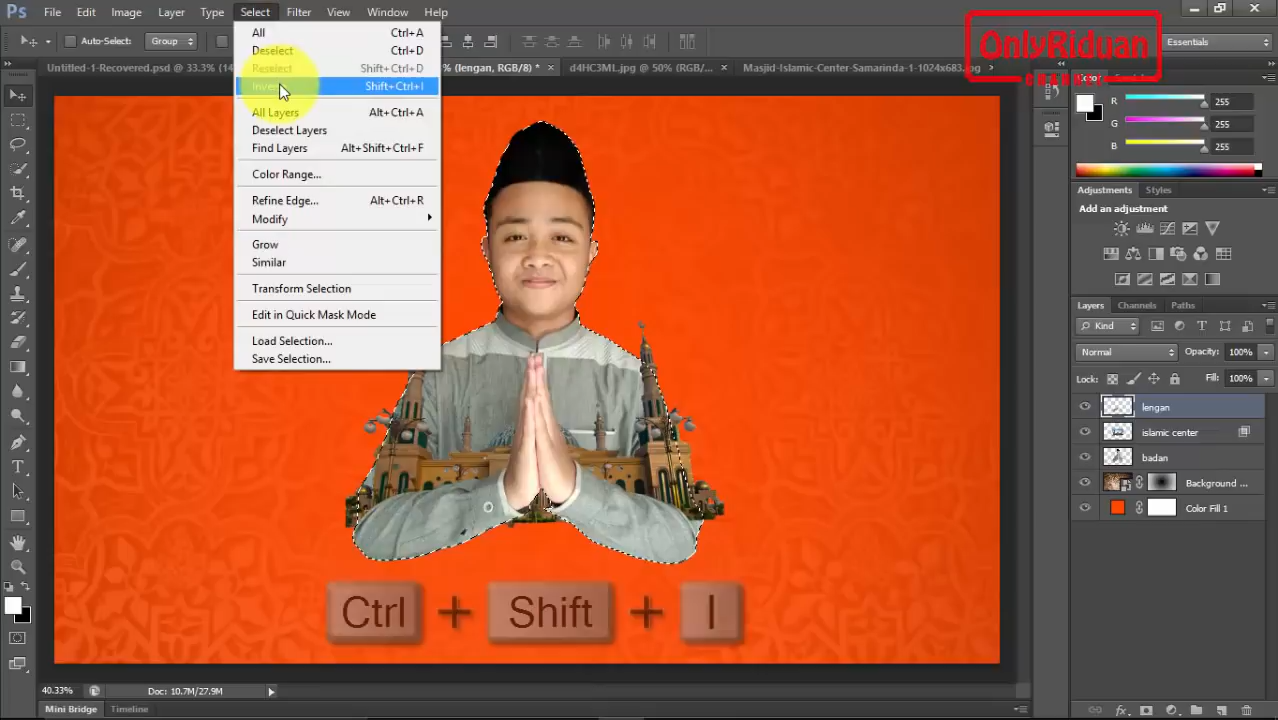 Ps File Edit Image Layer Type Select Filter View Window Help
Auto-Select: Group Essentials
OnlyRiduan
CHANNEL
Untitled-1-Recovered.psd @ 33.3% (lengan, RGB/8) * d4HC3ML.jpg @ 50% (RGB/... Masjid-Islamic-Center-Samarinda-1-1024x683.jpg
All Ctrl+A
Deselect Ctrl+D
Reselect Shift+Ctrl+D
Inverse Shift+Ctrl+I
All Layers Alt+Ctrl+A
Deselect Layers
Find Layers Alt+Shift+Ctrl+F
Color Range...
Refine Edge... Alt+Ctrl+R
Modify
Grow
Similar
Transform Selection
Edit in Quick Mask Mode
Load Selection...
Save Selection...
Color
R 255
G 255
B 255
Adjustments Styles
Add an adjustment
Layers Channels Paths
Kind
Normal Opacity: 100%
Lock: Fill: 100%
lengan
islamic center
badan
Background ...
Color Fill 1
Ctrl + Shift + I
40.33% Doc: 10.7M/27.9M
Mini Bridge Timeline